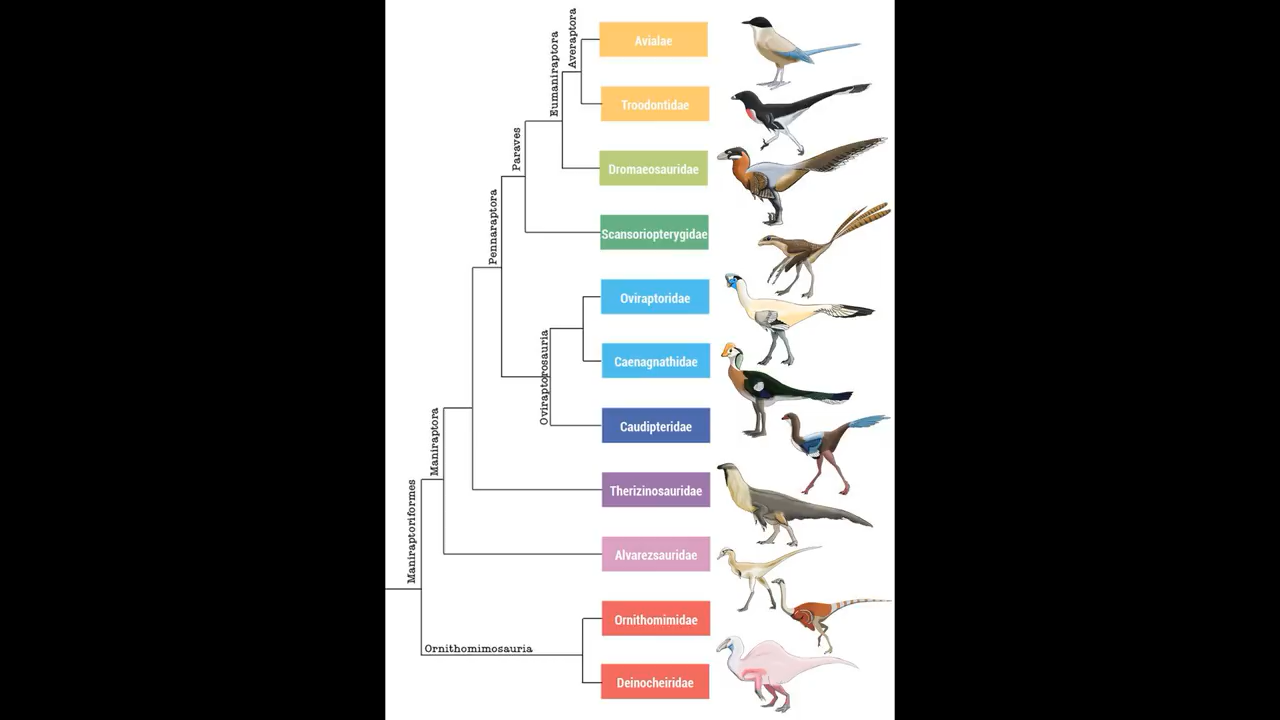 Averaptora
Avialae
Eumaniraptora
Troodontidae
Paraves
Dromaeosauridae
Pennaraptora
Scansoriopterygidae
Oviraptoridae
Oviraptorosauria
Caenagnathidae
Maniraptora
Caudipteridae
Therizinosauridae
Maniraptoriformes
Alvarezsauridae
Ornithomimidae
Ornithomimosauria
Deinocheiridae